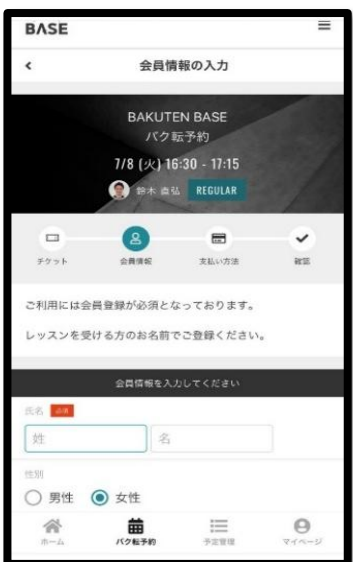 BASE
会員情報の入力
BAKUTEN BASE
バク転予約
7/8 (火) 16:30 - 17:15
鈴木 直弘 REGULAR
チケット 会員情報 支払い方法 確認
ご利用には会員登録が必須となっております。
レッスンを受ける方のお名前でご登録ください。
会員情報を入力してください
氏名 必須
姓 名
性別
男性 女性
ホーム バク転予約 予定管理 マイページ